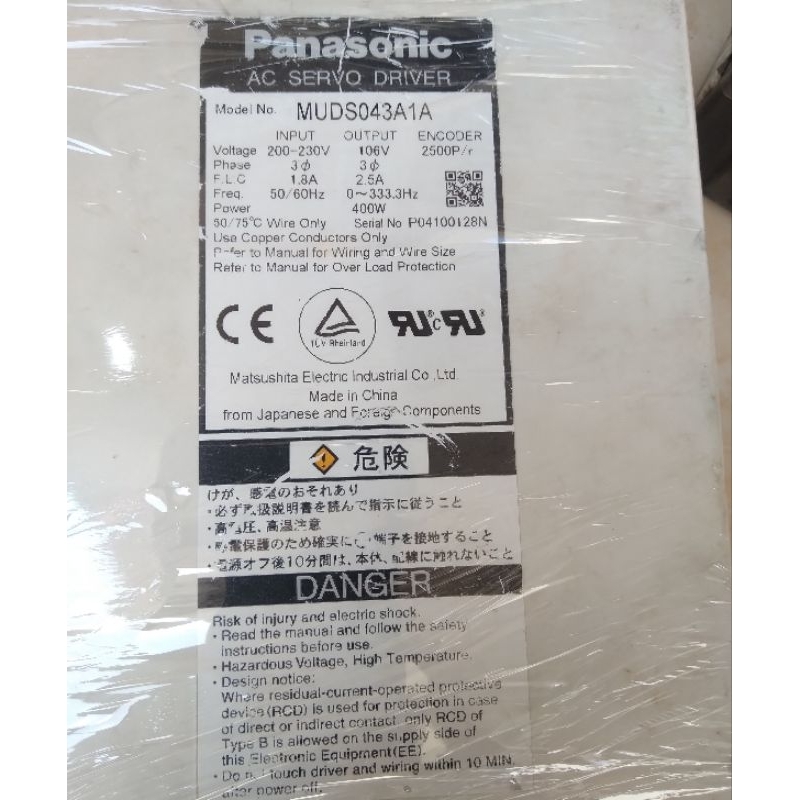 Panasonic
AC SERVO DRIVER
Model No. MUDS043A1A
INPUT OUTPUT ENCODER
Voltage 200-230V 106V 2500P/r
Phase 3ϕ 3ϕ
F.L.C 1.8A 2.5A
Freq. 50/60Hz 0~333.3Hz
Power 400W
60/75°C Wire Only Serial No P04100128N
Use Copper Conductors Only
Refer to Manual for Wiring and Wire Size
Refer to Manual for Over Load Protection
CE
TÜV Rheinland
Matsushita Electric Industrial Co.,Ltd.
Made in China
from Japanese and Foreign Components
危険
けが、感電のおそれあり
・必ず取扱説明書を読んで指示に従うこと
・高電圧、高温注意
・静電保護のため確実に 端子を接地すること
・電源オフ後10分間は、本体、配線に触れないこと
DANGER
Risk of injury and electric shock.
・Read the manual and follow the safety
instructions before use.
・Hazardous Voltage, High Temperature.
・Design notice:
Where residual-current-operated protective
device(RCD) is used for protection in case
of direct or indirect contact, only RCD of
Type B is allowed on the supply side of
this Electronic Equipment(EE).
・Do not touch driver and wiring within 10 MIN.
after power off.